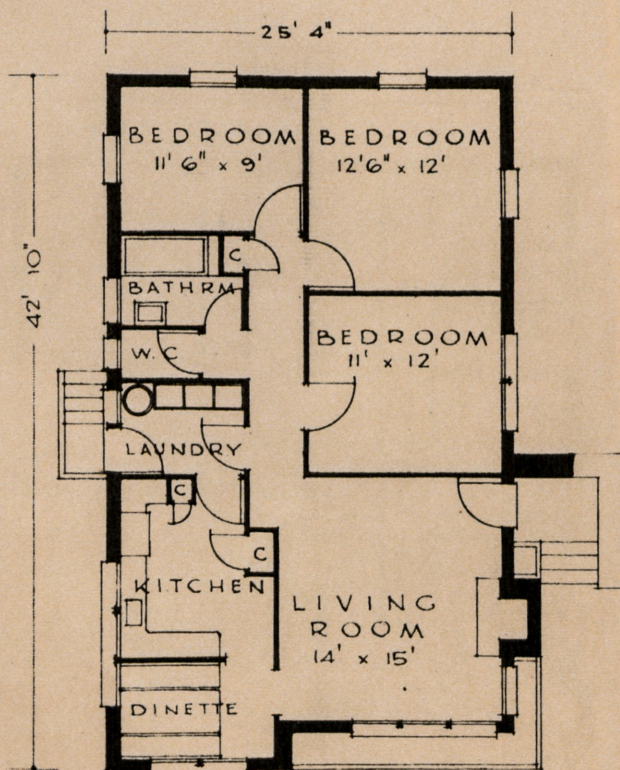 25' 4"
42' 10"
BEDROOM
11' 6" x 9'
BEDROOM
12'6" x 12'
C
BATHRM
W.C
BEDROOM
11' x 12'
LAUNDRY
C
C
KITCHEN
LIVING
ROOM
14' x 15'
DINETTE